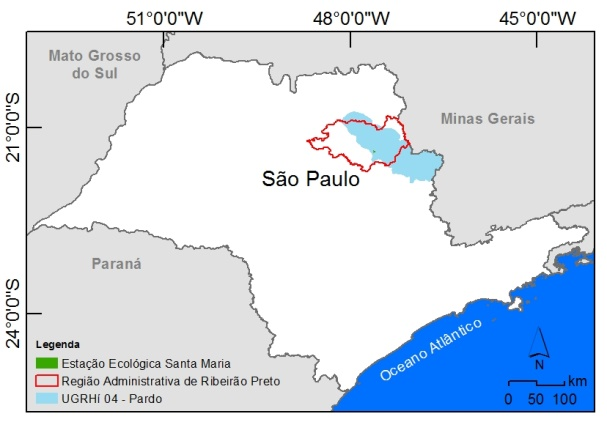 51°0'0"W
48°0'0"W
45°0'0"W
Mato Grosso
do Sul
Minas Gerais
21°0'0"S
São Paulo
Paraná
24°0'0"S
Oceano Atlântico
Legenda
Estação Ecológica Santa Maria
Região Administrativa de Ribeirão Preto
UGRHí 04 - Pardo
N
km
0 50 100